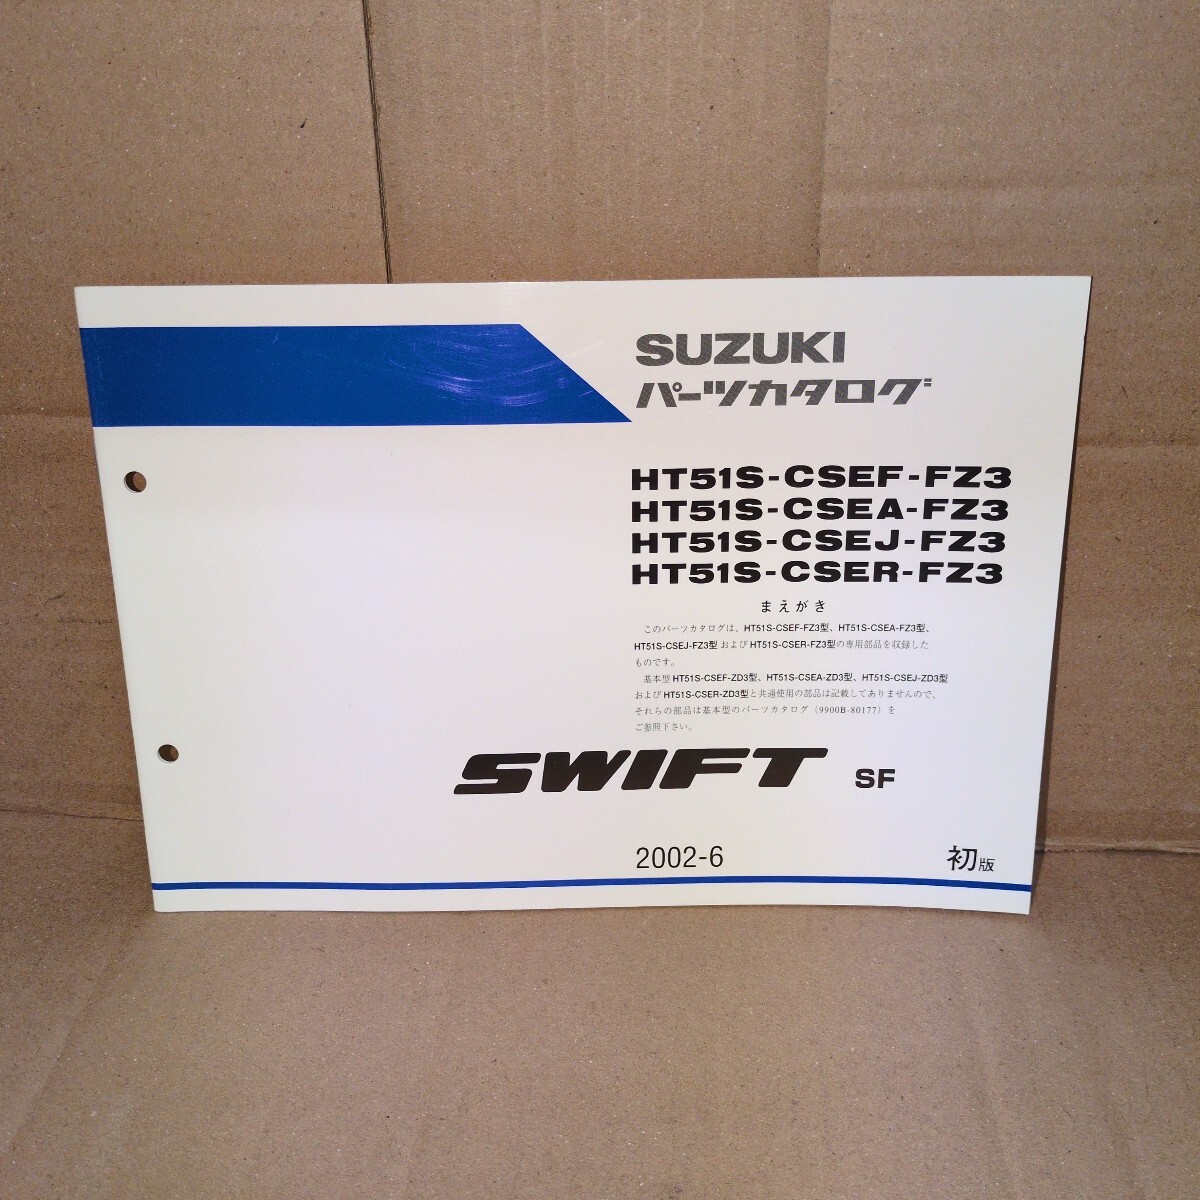 SUZUKI
パーツカタログ
HT51S-CSEF-FZ3
HT51S-CSEA-FZ3
HT51S-CSEJ-FZ3
HT51S-CSER-FZ3
まえがき
このパーツカタログは、HT51S-CSEF-FZ3型、HT51S-CSEA-FZ3型、
HT51S-CSEJ-FZ3型 および HT51S-CSER-FZ3型の専用部品を収録した
ものです。
基本型 HT51S-CSEF-ZD3型、HT51S-CSEA-ZD3型、HT51S-CSEJ-ZD3型
および HT51S-CSER-ZD3型と共通使用の部品は記載してありませんので、
それらの部品は基本型のパーツカタログ（9900B-80177）を
ご参照下さい。
SWIFT SF
2002-6 初版